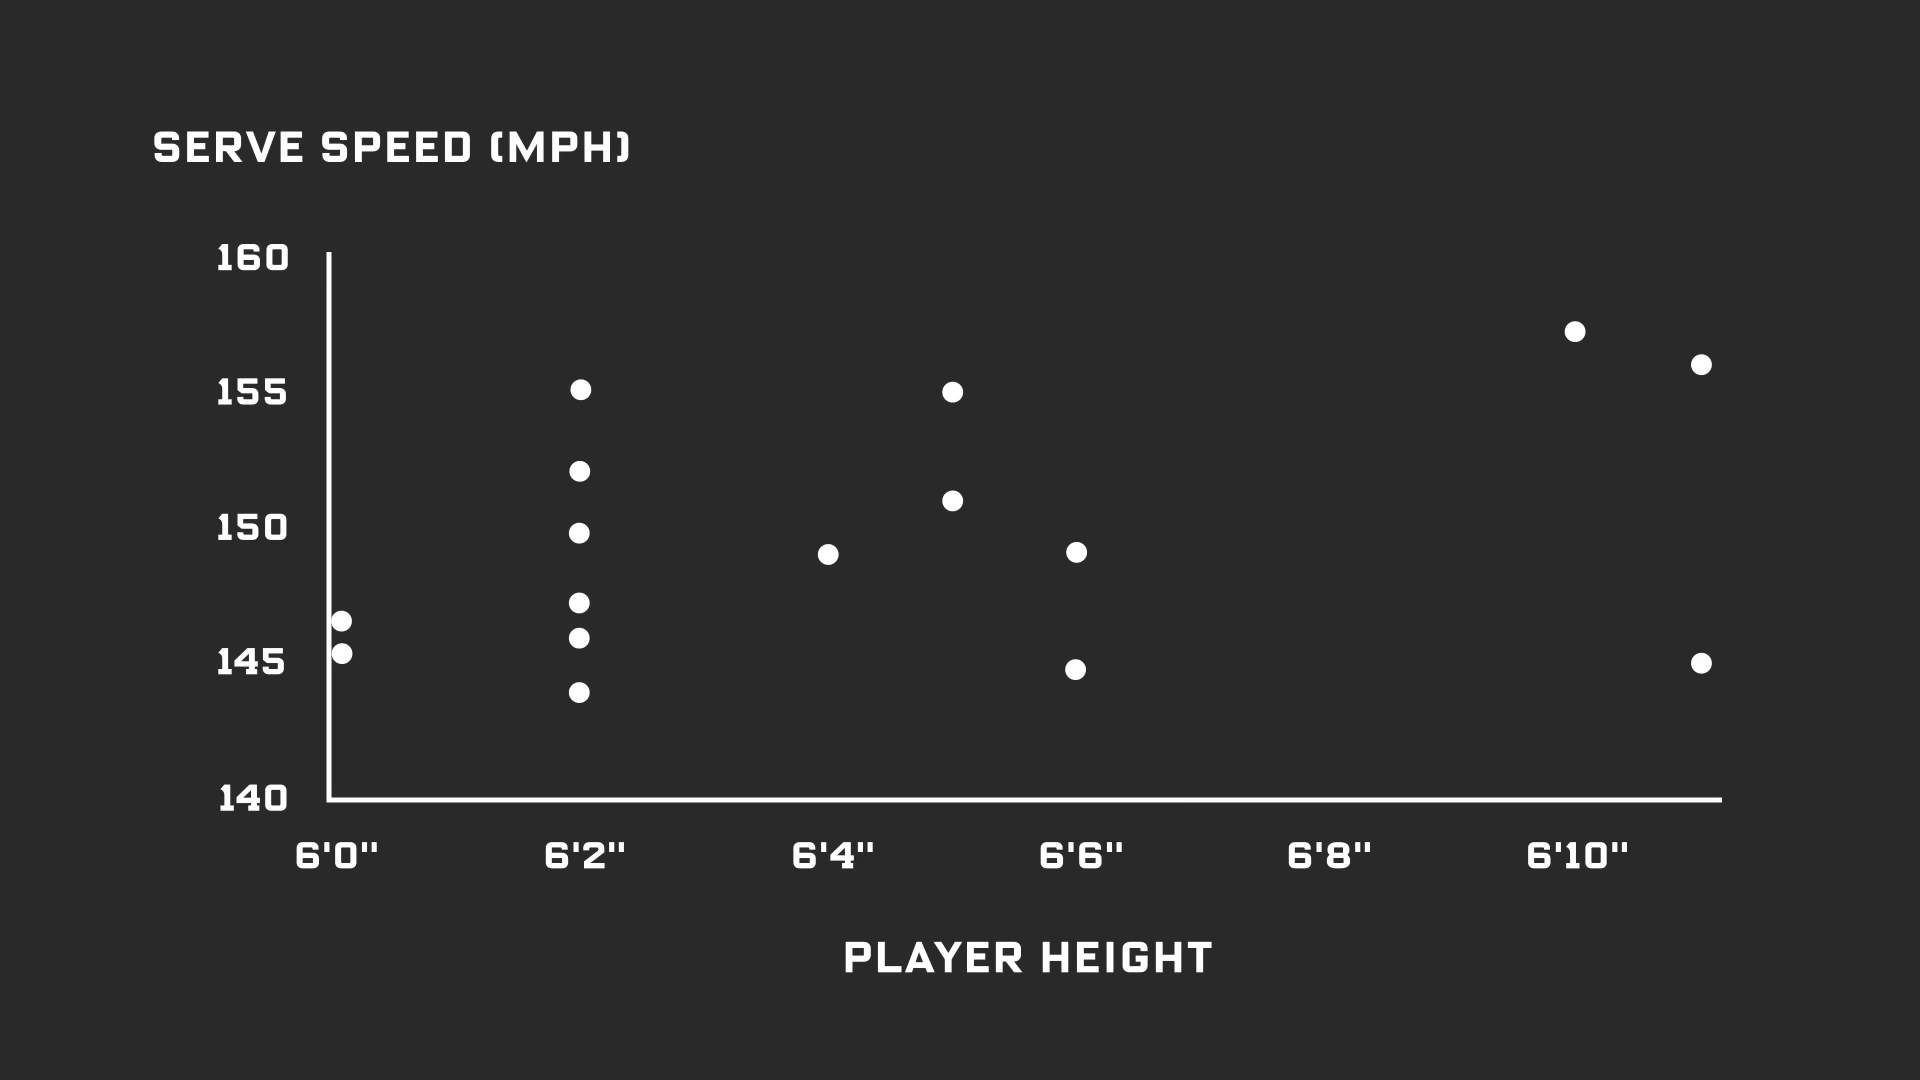 SERVE SPEED (MPH)
160
155
150
145
140
6'0" 6'2" 6'4" 6'6" 6'8" 6'10"
PLAYER HEIGHT